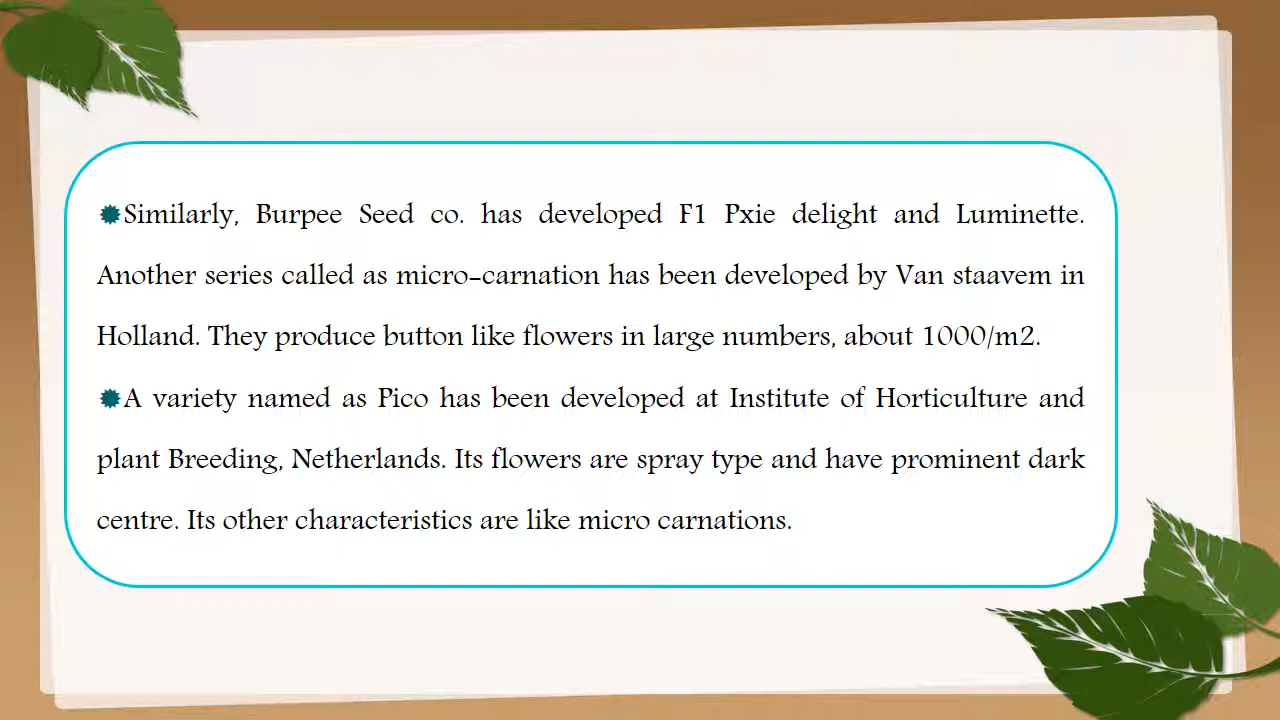 Similarly, Burpee Seed co. has developed F1 Pxie delight and Luminette.
Another series called as micro-carnation has been developed by Van staavem in
Holland. They produce button like flowers in large numbers, about 1000/m2.
A variety named as Pico has been developed at Institute of Horticulture and
plant Breeding, Netherlands. Its flowers are spray type and have prominent dark
centre. Its other characteristics are like micro carnations.